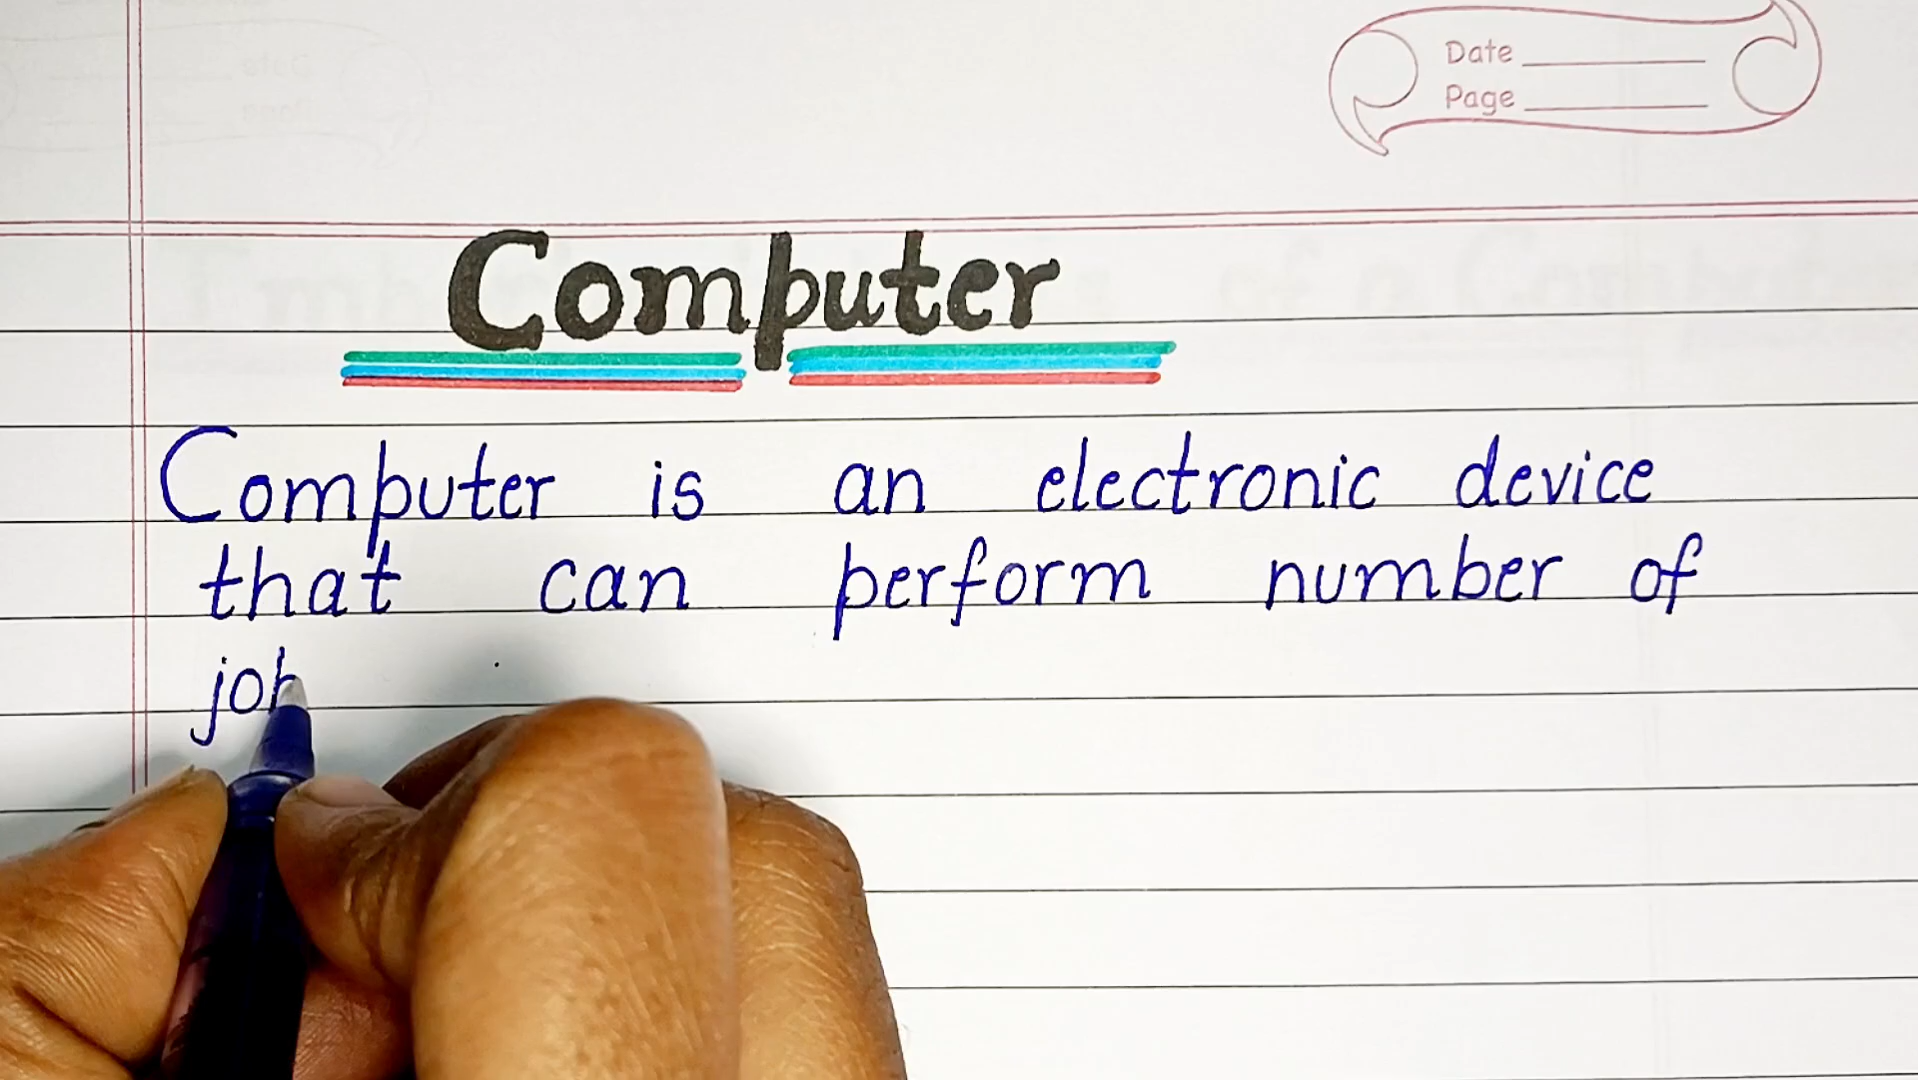 Date
Page
Computer
Computer is an electronic device
that can perform number of